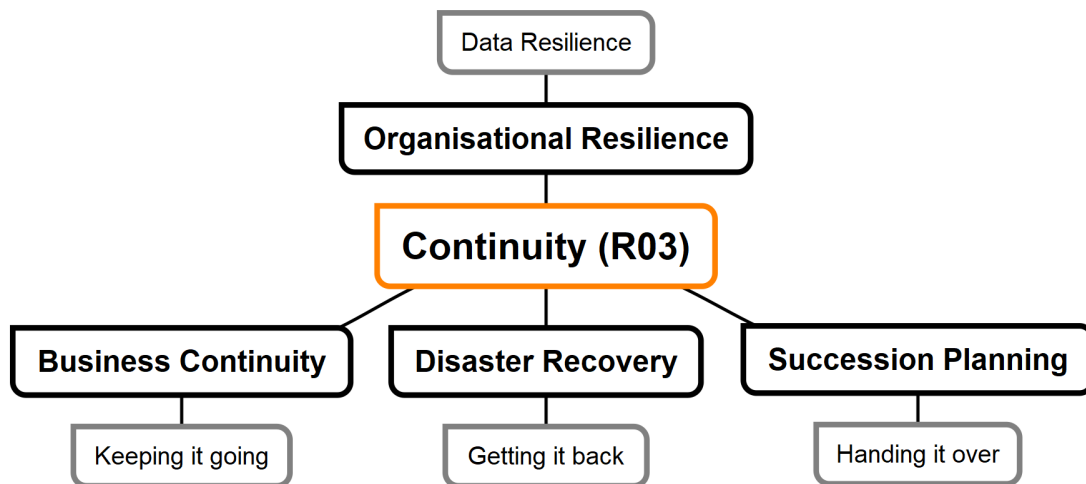 Data Resilience
Organisational Resilience
Continuity (R03)
Business Continuity
Disaster Recovery
Succession Planning
Keeping it going
Getting it back
Handing it over